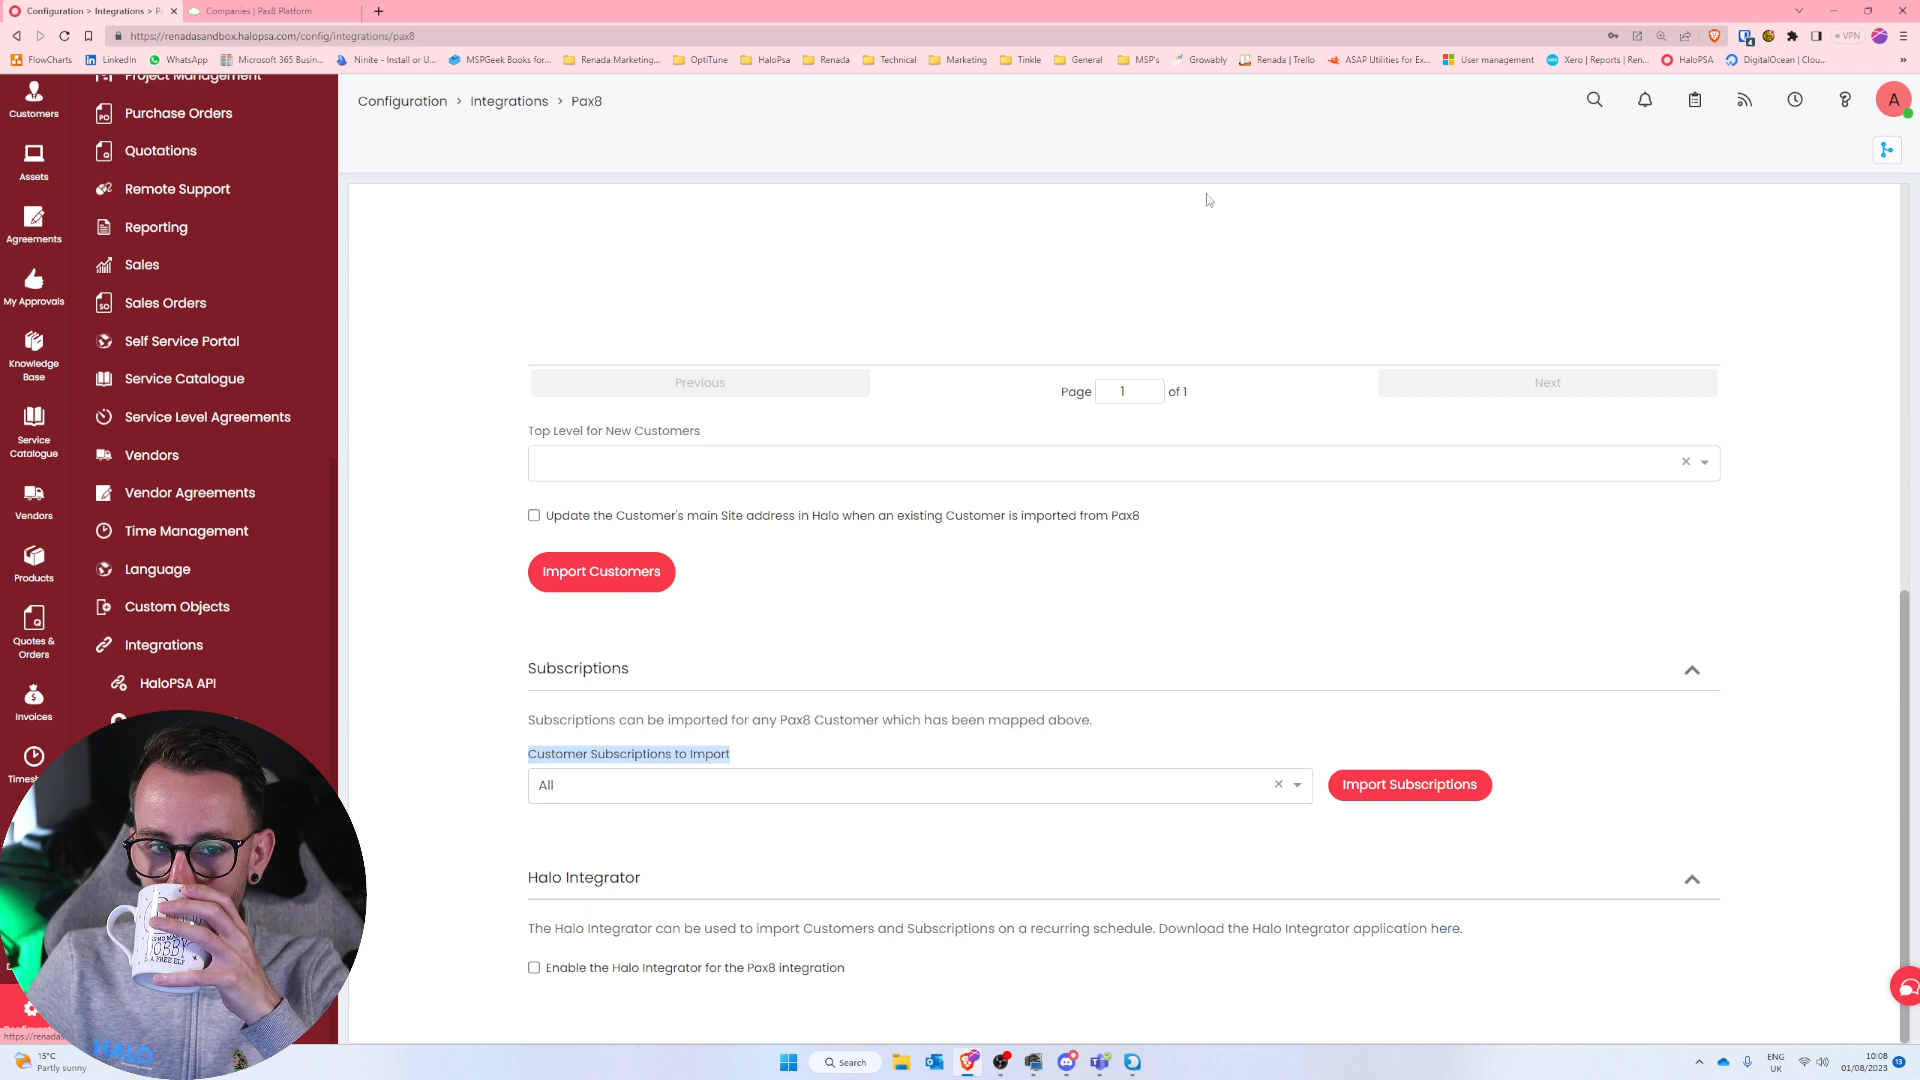 Configuration > Integrations > P
Companies | Pax8 Platform
https://renadasandbox.halopsa.com/config/integrations/pax8
VPN
FlowCharts
LinkedIn
WhatsApp
Microsoft 365 Busin...
Ninite - Install or U...
MSPGeek Books for...
Renada Marketing...
OptiTune
HaloPsa
Renada
Technical
Marketing
Tinkle
General
MSP's
Growably
Renada | Trello
ASAP Utilities for Ex...
User management
Xero | Reports | Ren...
HaloPSA
DigitalOcean | Clou...
Customers
Assets
Agreements
My Approvals
Knowledge
Base
Service
Catalogue
Vendors
Products
Quotes &
Orders
Invoices
Project Management
Purchase Orders
Quotations
Remote Support
Reporting
Sales
Sales Orders
Self Service Portal
Service Catalogue
Service Level Agreements
Vendors
Vendor Agreements
Time Management
Language
Custom Objects
Integrations
HaloPSA API
Configuration > Integrations > Pax8
A
Previous
Page 1 of 1
Next
Top Level for New Customers
Update the Customer's main Site address in Halo when an existing Customer is imported from Pax8
Import Customers
Subscriptions
Subscriptions can be imported for any Pax8 Customer which has been mapped above.
Customer Subscriptions to Import
All
Import Subscriptions
Halo Integrator
The Halo Integrator can be used to import Customers and Subscriptions on a recurring schedule. Download the Halo Integrator application here.
Enable the Halo Integrator for the Pax8 integration
https://renadas
HALO
15°C
Partly sunny
Search
ENG
UK
10:08
01/08/2023
13